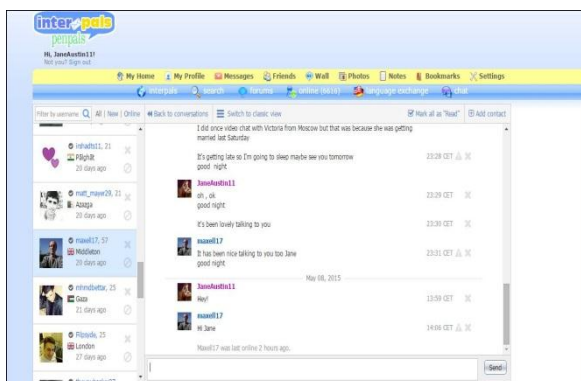 inter pals
penpals
Hi, JaneAustin11!
Not you? Sign out
My Home My Profile Messages Friends Wall Photos Notes Bookmarks Settings
interpals search forums online (6616) language exchange chat
Filter by username All | New | Online Back to conversations Switch to classic view Mark all as "Read" Add contact
20 days ago
matt_mayer29, 21
20 days ago
maxell17, 57
Middleton
20 days ago
Gaza
21 days ago
London
27 days ago
I did once video chat with Victoria from Moscow but that was because she was getting
married last Saturday
It's getting late so I'm going to sleep maybe see you tomorrow
good night
23:28 CET
JaneAustin11
oh , ok
good night
23:29 CET
it's been lovely talking to you
23:30 CET
maxell17
It has been nice talking to you too Jane
good night
23:31 CET
May 08, 2015
JaneAustin11
Hey!
13:59 CET
maxell17
Hi Jane
14:06 CET
Maxell17 was last online 2 hours ago.
Send